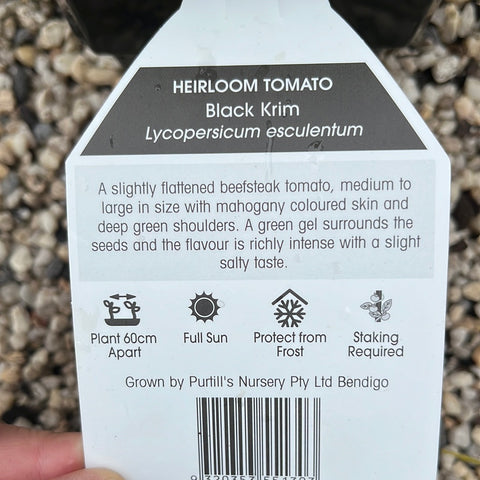 HEIRLOOM TOMATO
Black Krim
Lycopersicum esculentum
A slightly flattened beefsteak tomato, medium to
large in size with mahogany coloured skin and
deep green shoulders. A green gel surrounds the
seeds and the flavour is richly intense with a slight
salty taste.
Plant 60cm
Apart
Full Sun
Protect from
Frost
Staking
Required
Grown by Purtill's Nursery Pty Ltd Bendigo